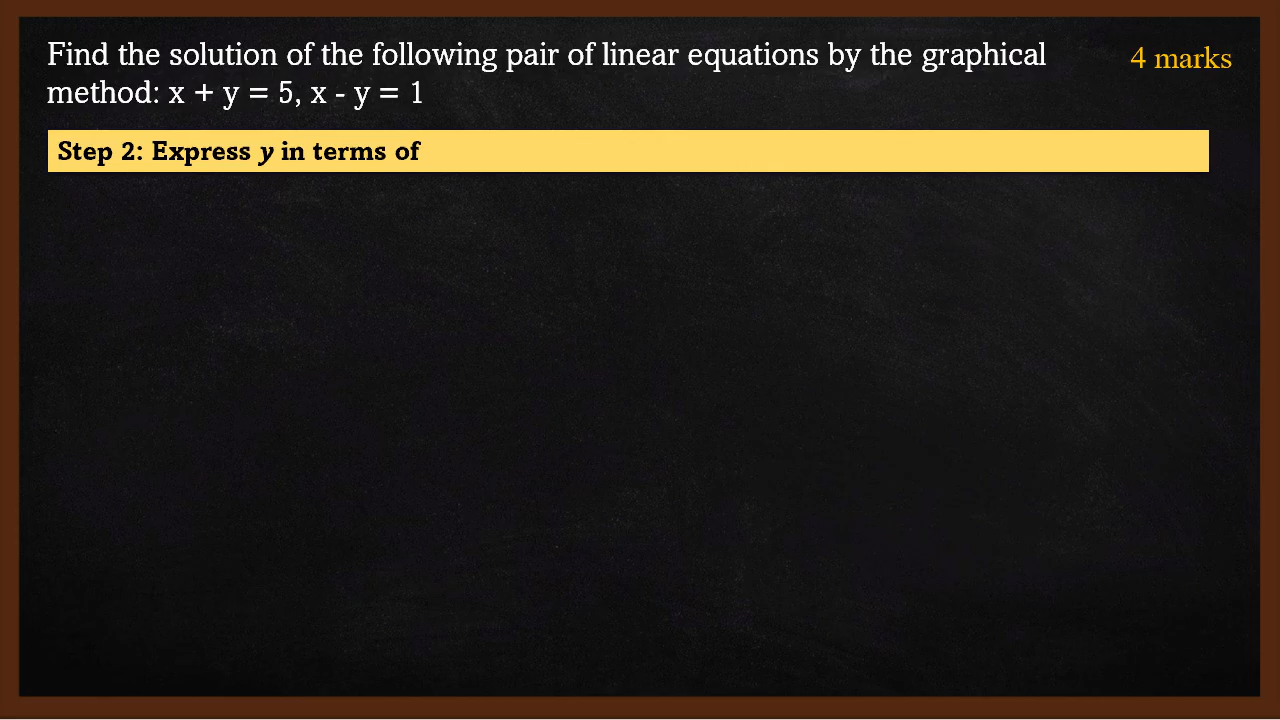 Find the solution of the following pair of linear equations by the graphical
method: x + y = 5, x - y = 1
4 marks
Step 2: Express y in terms of